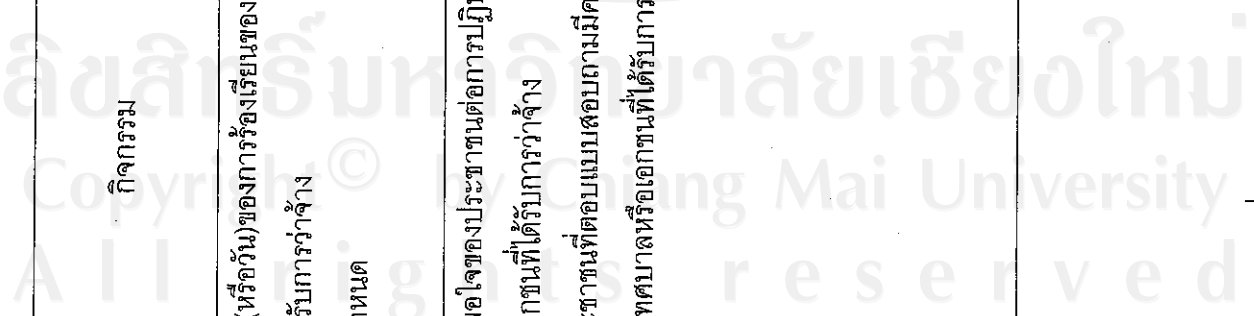 กิจกรรม
(หรือวัน)ของการร้องเรียนของ
รับการว่าจ้าง
าหนด
พอใจของประชาชนต่อการปฏิบ
กชนที่ได้รับการว่าจ้าง
ะชาชนที่ตอบแบบสอบถามมีค
ทศบาลหรือเอกชนที่ได้รับการ
ลิขสิทธิ์มหาวิทยาลัยเชียงใหม่
Copyright © by Chiang Mai University
All rights reserved